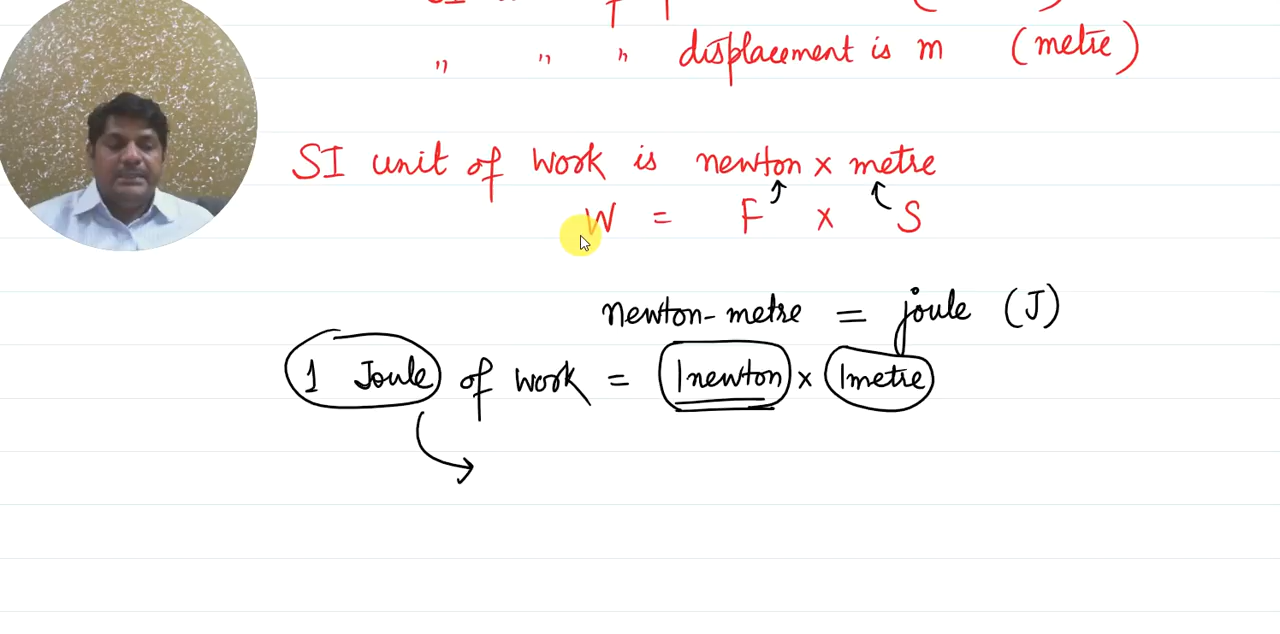 " " " displacement is m (metre)
SI unit of work is newton x metre
W = F x S
newton-metre = joule (J)
1 Joule of work = 1newton x 1metre